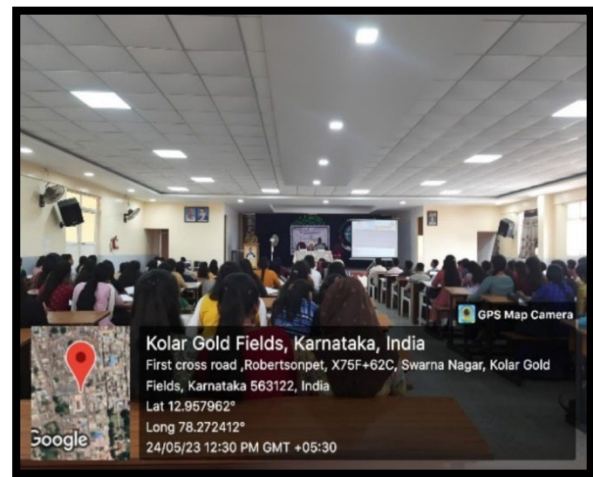 GPS Map Camera
Kolar Gold Fields, Karnataka, India
First cross road ,Robertsonpet, X75F+62C, Swarna Nagar, Kolar Gold
Fields, Karnataka 563122, India
Lat 12.957962°
Long 78.272412°
24/05/23 12:30 PM GMT +05:30
Google